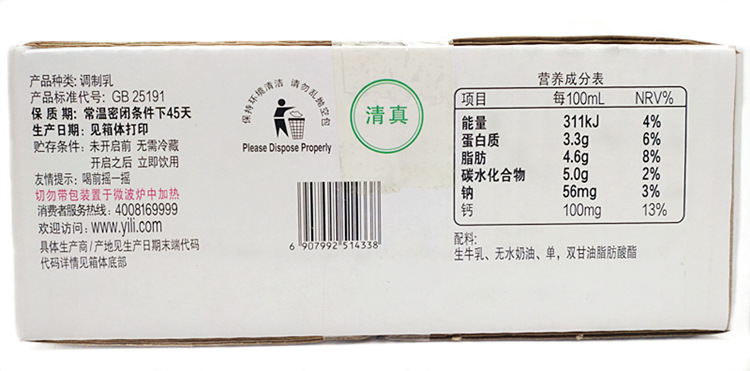 产品种类: 调制乳
产品标准代号: GB 25191
保 质 期: 常温密闭条件下45天
生产日期: 见箱体打印
贮存条件: 未开启前 无需冷藏
开启之后 立即饮用
友情提示: 喝前摇一摇
切勿带包装置于微波炉中加热
消费者服务热线: 4008169999
欢迎访问: www.yili.com
具体生产商/产地见生产日期末端代码
代码详情见箱体底部
保持环境清洁 请勿乱抛空包
Please Dispose Properly
清真
6 907992 514338
营养成分表
项目 每100mL NRV%
能量 311kJ 4%
蛋白质 3.3g 6%
脂肪 4.6g 8%
碳水化合物 5.0g 2%
钠 56mg 3%
钙 100mg 13%
配料:
生牛乳、无水奶油、单，双甘油脂肪酸酯